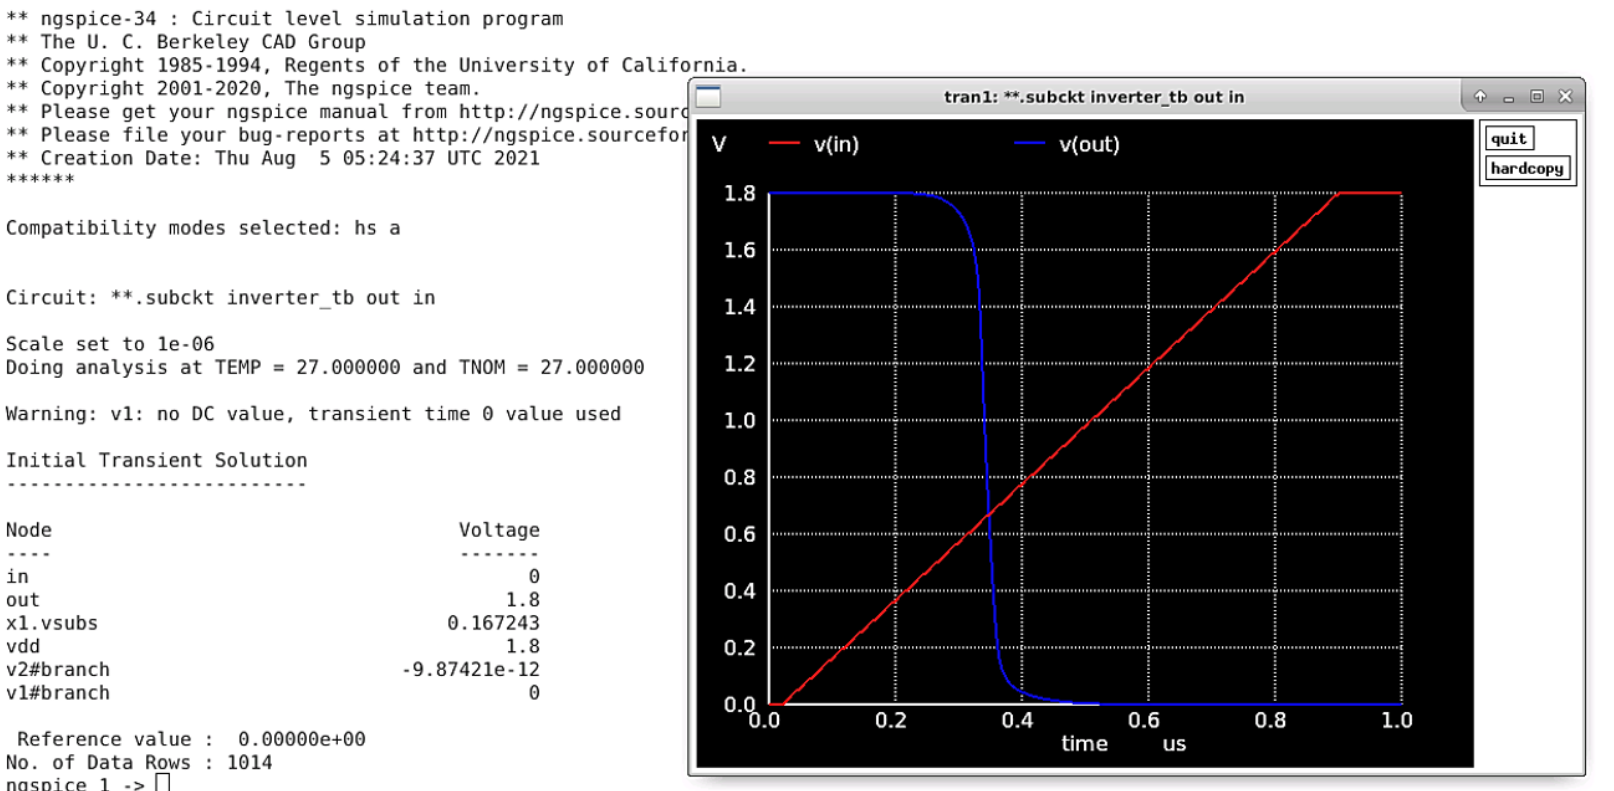 ** ngspice-34 : Circuit level simulation program
** The U. C. Berkeley CAD Group
** Copyright 1985-1994, Regents of the University of California.
** Copyright 2001-2020, The ngspice team.
** Please get your ngspice manual from http://ngspice.sourc
** Please file your bug-reports at http://ngspice.sourcefor
** Creation Date: Thu Aug  5 05:24:37 UTC 2021
******
Compatibility modes selected: hs a
Circuit: **.subckt inverter_tb out in
Scale set to 1e-06
Doing analysis at TEMP = 27.000000 and TNOM = 27.000000
Warning: v1: no DC value, transient time 0 value used
Initial Transient Solution
--------------------------
Node Voltage
---- -------
in 0
out 1.8
x1.vsubs 0.167243
vdd 1.8
v2#branch -9.87421e-12
v1#branch 0
Reference value :  0.00000e+00
No. of Data Rows : 1014
ngspice 1 ->
tran1: **.subckt inverter_tb out in
quit
hardcopy
V v(in) v(out)
1.8
1.6
1.4
1.2
1.0
0.8
0.6
0.4
0.2
0.0
0.0 0.2 0.4 0.6 0.8 1.0
time us